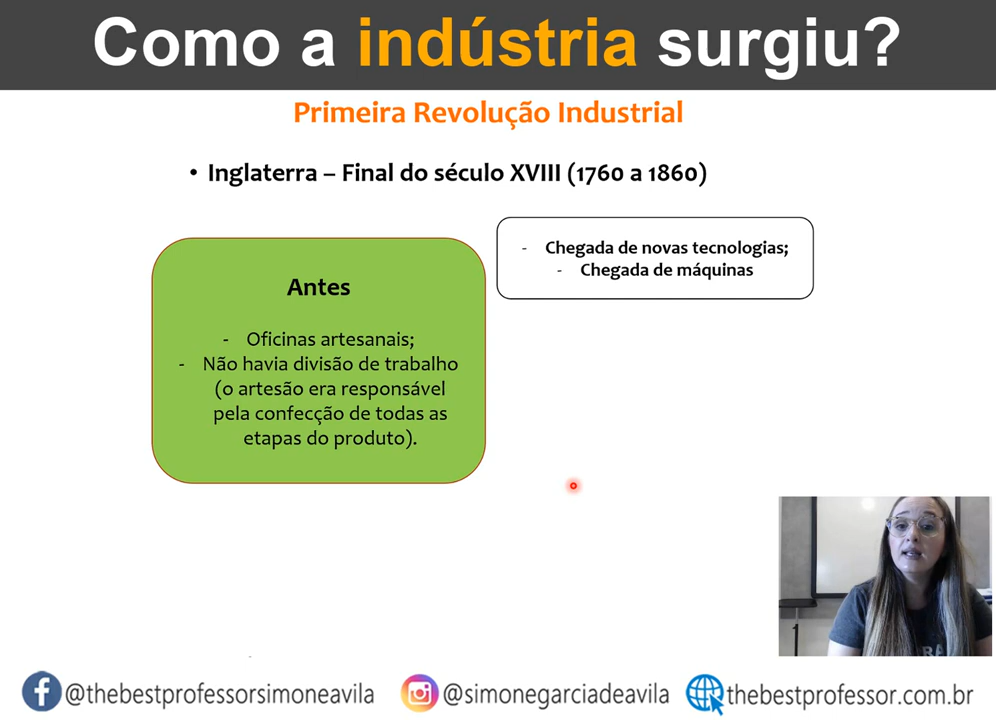 Como a indústria surgiu?
Primeira Revolução Industrial
• Inglaterra – Final do século XVIII (1760 a 1860)
- Chegada de novas tecnologias;
- Chegada de máquinas
Antes
- Oficinas artesanais;
- Não havia divisão de trabalho
(o artesão era responsável
pela confecção de todas as
etapas do produto).
@thebestprofessorsimoneavila
@simonegarciadeavila
thebestprofessor.com.br